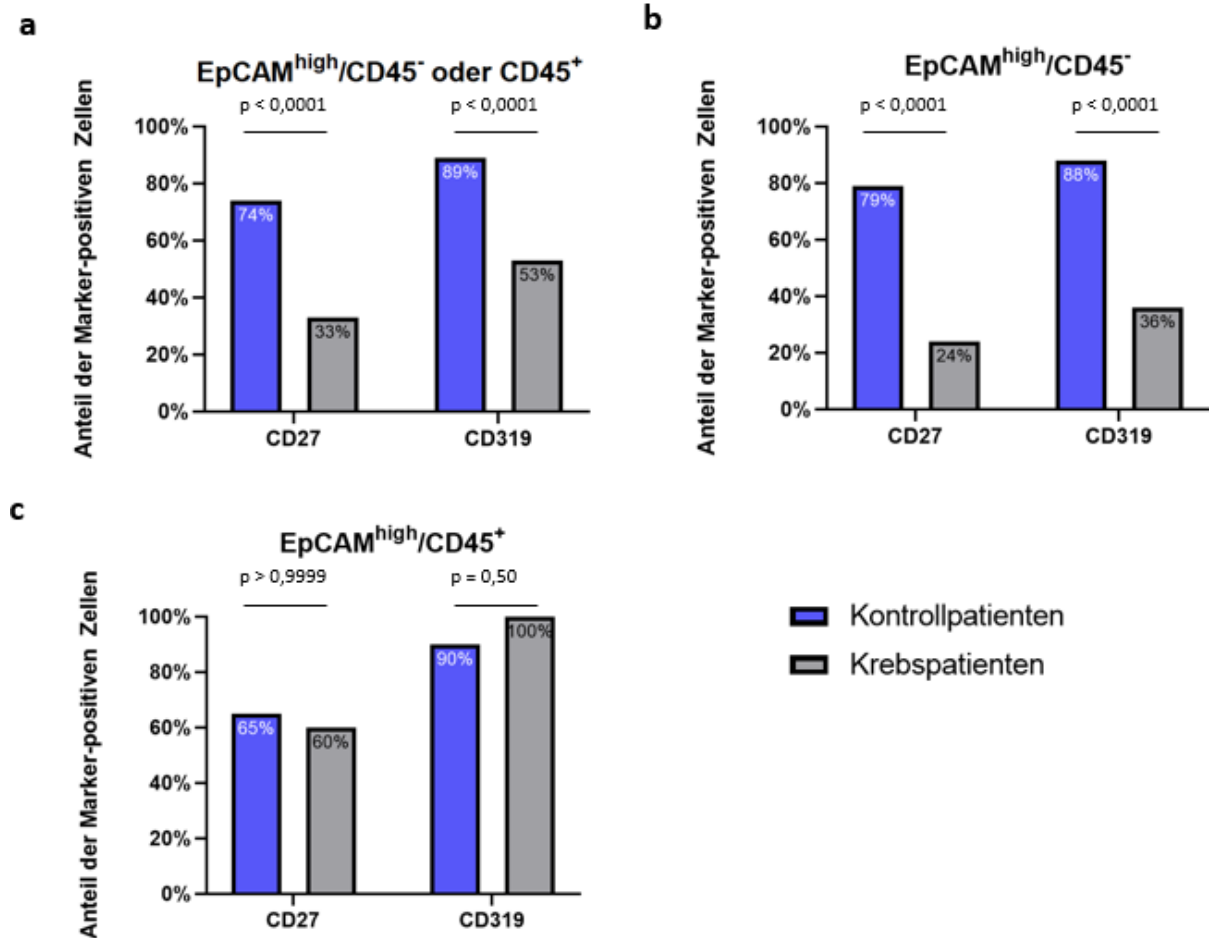 a
EpCAMhigh/CD45- oder CD45+
p < 0,0001 p < 0,0001
Anteil der Marker-positiven Zellen
100%
80%
60%
40%
20%
0%
74%
33%
89%
53%
CD27 CD319
b
EpCAMhigh/CD45-
p < 0,0001 p < 0,0001
Anteil der Marker-positiven Zellen
100%
80%
60%
40%
20%
0%
79%
24%
88%
36%
CD27 CD319
c
EpCAMhigh/CD45+
p > 0,9999 p = 0,50
Anteil der Marker-positiven Zellen
100%
80%
60%
40%
20%
0%
65%
60%
90%
100%
CD27 CD319
Kontrollpatienten
Krebspatienten